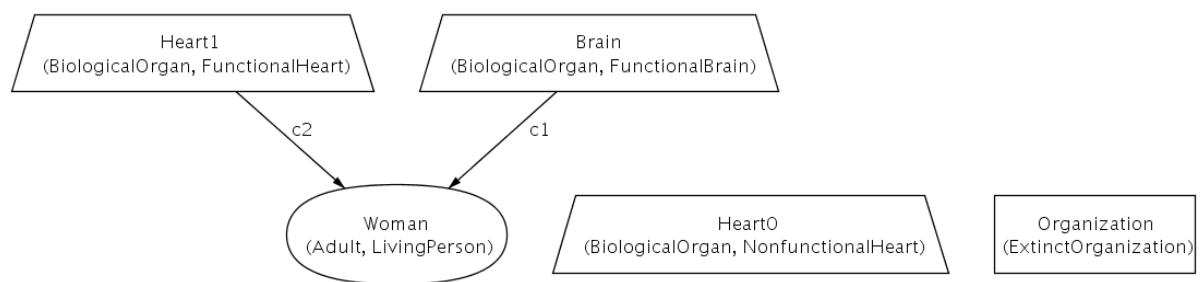 Heart1
(BiologicalOrgan, FunctionalHeart)
Brain
(BiologicalOrgan, FunctionalBrain)
c2
c1
Woman
(Adult, LivingPerson)
Heart0
(BiologicalOrgan, NonfunctionalHeart)
Organization
(ExtinctOrganization)